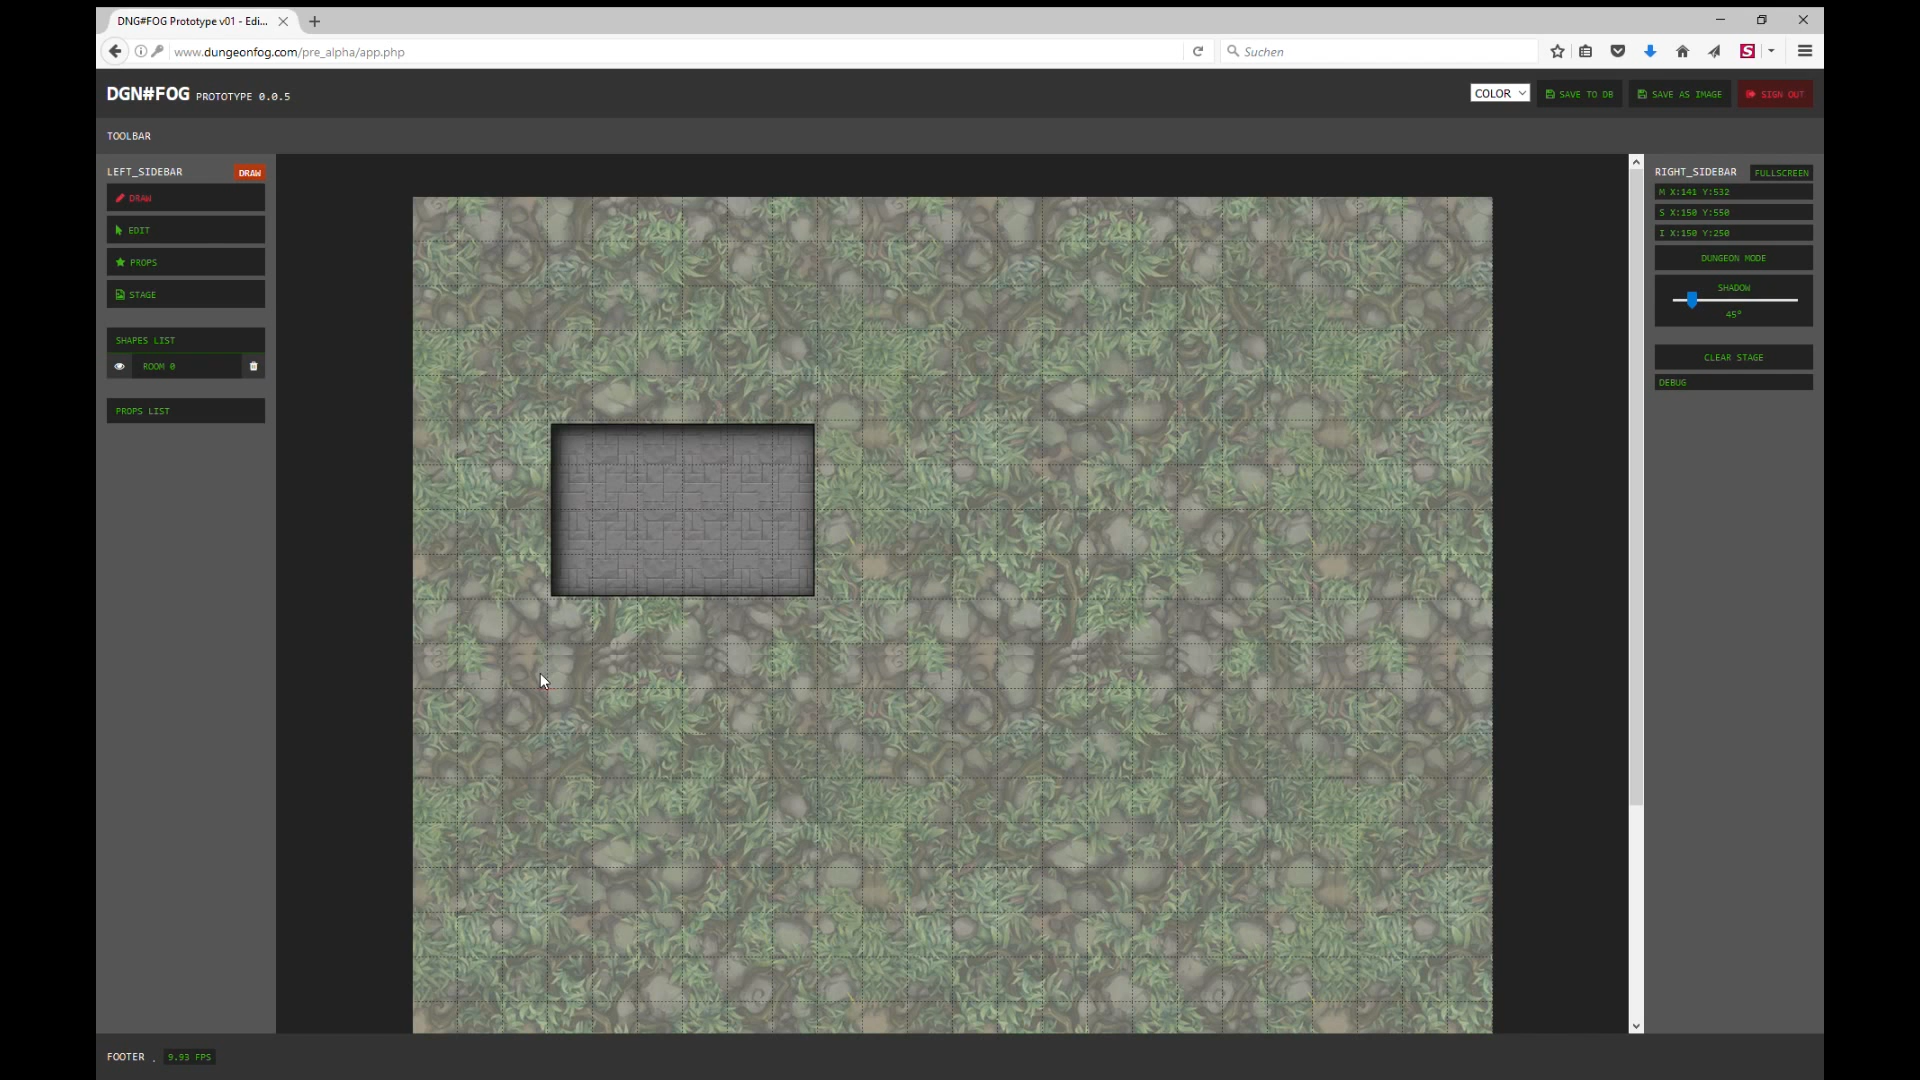 DNG#FOG Prototype v01 - Edi...
www.dungeonfog.com/pre_alpha/app.php
Suchen
DGN#FOG PROTOTYPE 0.0.5
COLOR
SAVE TO DB
SAVE AS IMAGE
SIGN OUT
TOOLBAR
LEFT_SIDEBAR
DRAW
DRAW
EDIT
PROPS
STAGE
SHAPES LIST
ROOM 0
PROPS LIST
RIGHT_SIDEBAR
FULLSCREEN
M X:141 Y:532
S X:150 Y:550
I X:150 Y:250
DUNGEON MODE
SHADOW
45°
CLEAR STAGE
DEBUG
FOOTER . 9.93 FPS